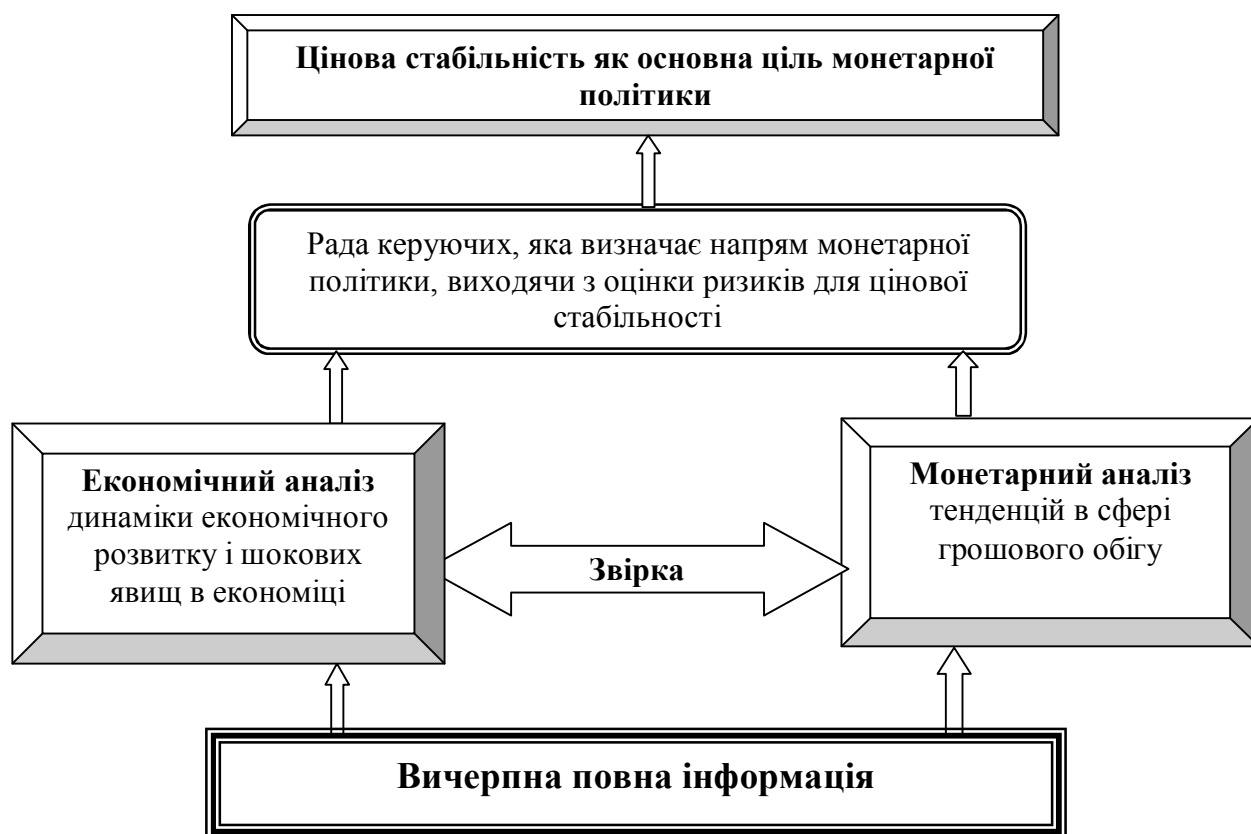 Цінова стабільність як основна ціль монетарної
політики
Рада керуючих, яка визначає напрям монетарної
політики, виходячи з оцінки ризиків для цінової
стабільності
Економічний аналіз
динаміки економічного
розвитку і шокових
явищ в економіці
Звірка
Монетарний аналіз
тенденцій в сфері
грошового обігу
Вичерпна повна інформація